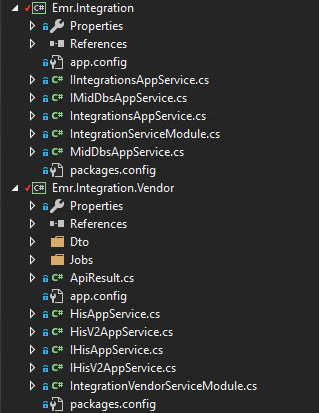 C# Emr.Integration
Properties
References
app.config
C# IIntegrationsAppService.cs
C# IMidDbsAppService.cs
C# IntegrationsAppService.cs
C# IntegrationServiceModule.cs
C# MidDbsAppService.cs
packages.config
C# Emr.Integration.Vendor
Properties
References
Dto
Jobs
C# ApiResult.cs
app.config
C# HisAppService.cs
C# HisV2AppService.cs
C# IHisAppService.cs
C# IHisV2AppService.cs
C# IntegrationVendorServiceModule.cs
packages.config